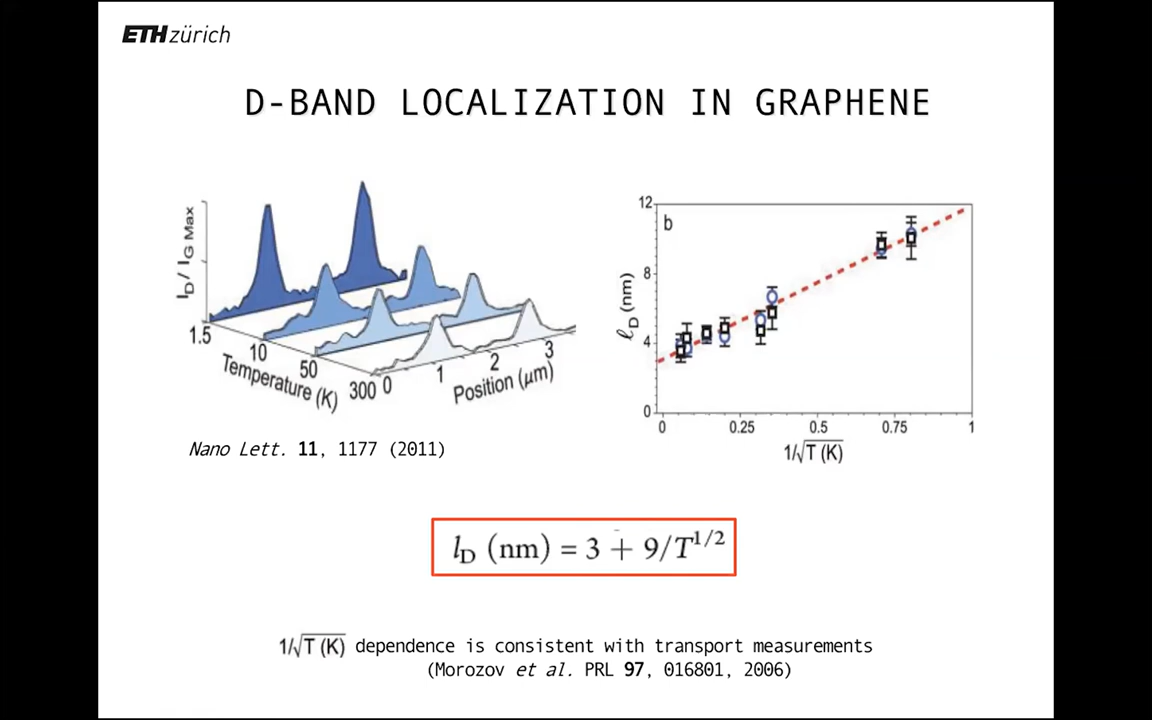 ETH zürich
D-BAND LOCALIZATION IN GRAPHENE
I_D / I_G Max
1.5
10
50
300
Temperature (K)
0
1
2
3
Position (μm)
b
12
8
4
0
ℓ_D (nm)
0
0.25
0.5
0.75
1
1/√T (K)
Nano Lett. 11, 1177 (2011)
l_D (nm) = 3 + 9/T^1/2
1/√T (K) dependence is consistent with transport measurements
(Morozov et al. PRL 97, 016801, 2006)